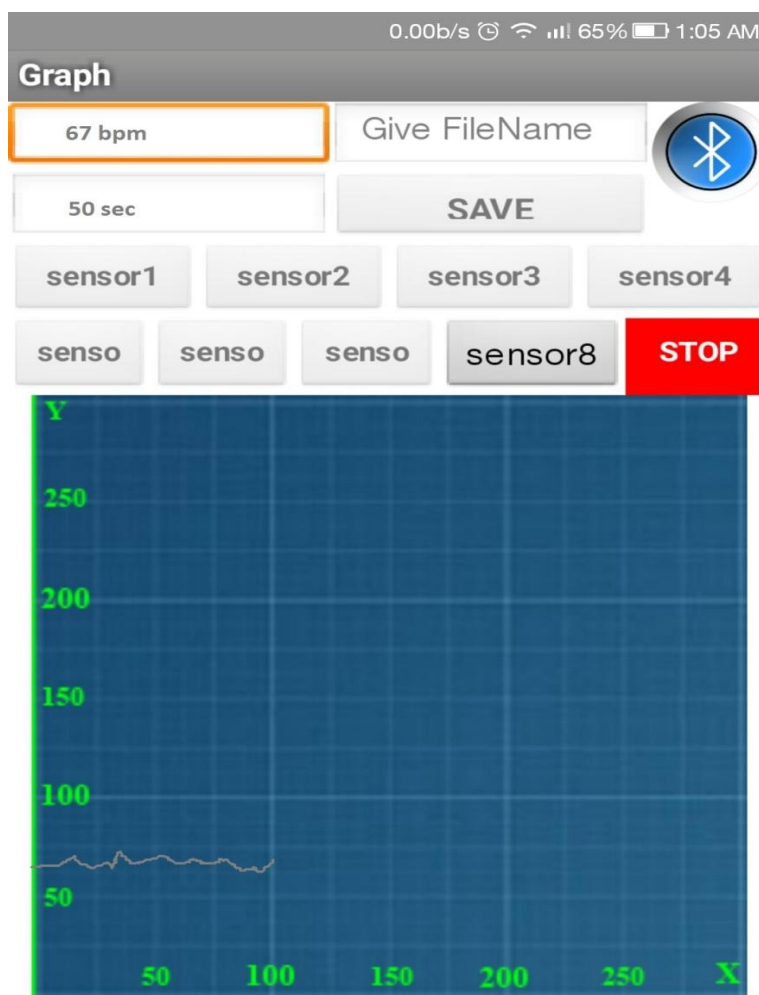 0.00b/s 65% 1:05 AM
Graph
67 bpm Give FileName
50 sec SAVE
sensor1 sensor2 sensor3 sensor4
senso senso senso sensor8 STOP
Y
250
200
150
100
50
50 100 150 200 250 X